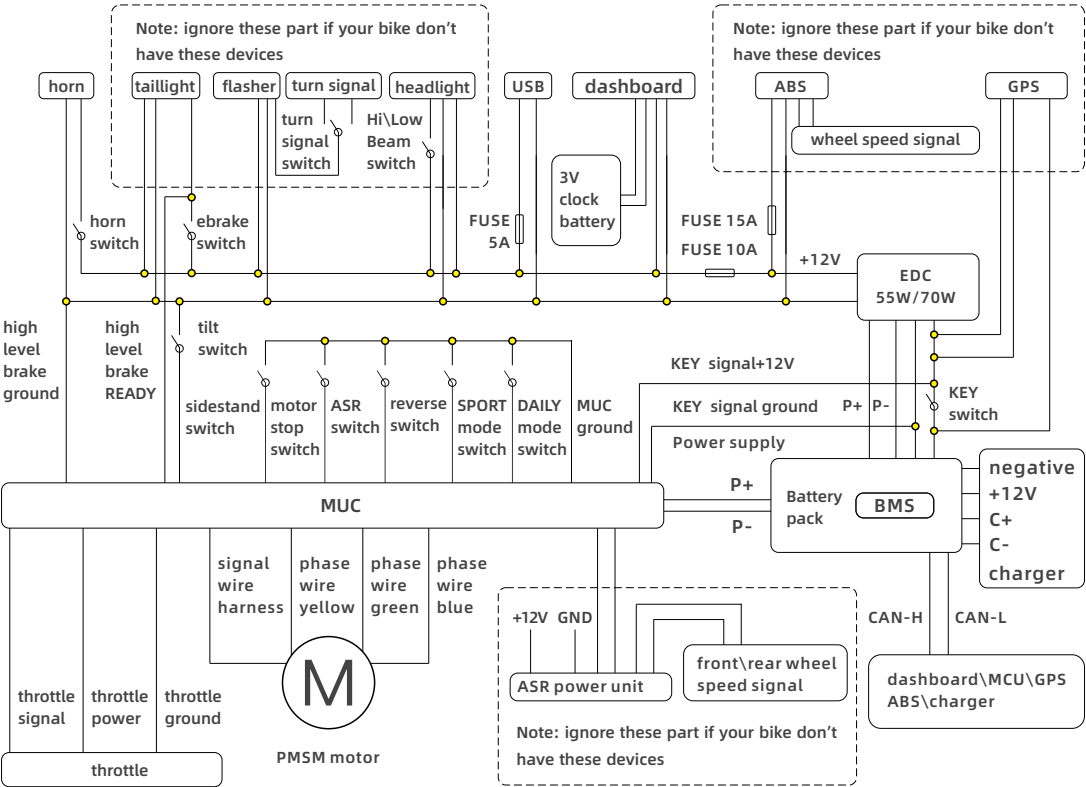 Note: ignore these part if your bike don't
have these devices
Note: ignore these part if your bike don't
have these devices
horn
taillight
flasher
turn signal
headlight
USB
dashboard
ABS
GPS
turn
signal
switch
Hi\Low
Beam
switch
wheel speed signal
3V
clock
battery
horn
switch
ebrake
switch
FUSE
5A
FUSE 15A
FUSE 10A
+12V
EDC
55W/70W
high
level
brake
ground
high
level
brake
READY
tilt
switch
sidestand
switch
motor
stop
switch
ASR
switch
reverse
switch
SPORT
mode
switch
DAILY
mode
switch
MUC
ground
KEY signal+12V
KEY signal ground
Power supply
P+
P-
KEY
switch
MUC
P+
P-
Battery
pack
BMS
negative
+12V
C+
C-
charger
signal
wire
harness
phase
wire
yellow
phase
wire
green
phase
wire
blue
M
PMSM motor
throttle
signal
throttle
power
throttle
ground
throttle
+12V GND
ASR power unit
front\rear wheel
speed signal
Note: ignore these part if your bike don't
have these devices
CAN-H
CAN-L
dashboard\MCU\GPS
ABS\charger